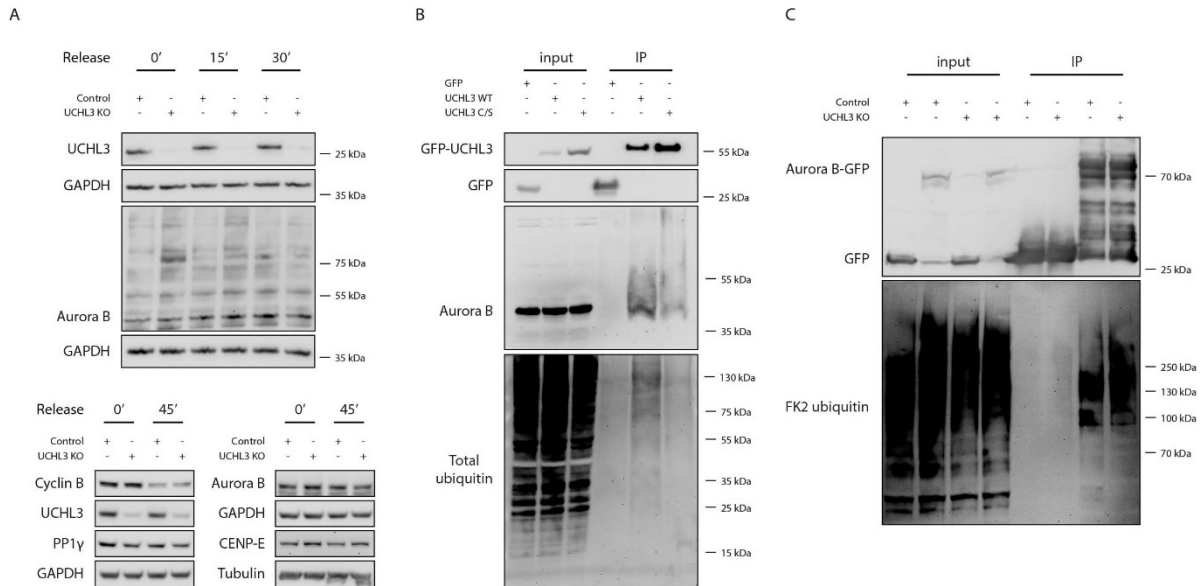 A
Release 0' 15' 30'
Control + - + - + -
UCHL3 KO - + - + - +
UCHL3
25 kDa
GAPDH
35 kDa
75 kDa
55 kDa
Aurora B
GAPDH
35 kDa
Release 0' 45'
Control + - + -
UCHL3 KO - + - +
Cyclin B
UCHL3
PP1γ
GAPDH
0' 45'
Control + - + -
UCHL3 KO - + - +
Aurora B
GAPDH
CENP-E
Tubulin
B
input IP
GFP + - - + - -
UCHL3 WT - + - - + -
UCHL3 C/S - - + - - +
GFP-UCHL3
55 kDa
GFP
35 kDa
25 kDa
55 kDa
Aurora B
35 kDa
130 kDa
75 kDa
55 kDa
Total
ubiquitin
35 kDa
25 kDa
15 kDa
C
input IP
Control + + - - + - + -
UCHL3 KO - - + + - + - +
Aurora B-GFP
70 kDa
GFP
25 kDa
250 kDa
130 kDa
FK2 ubiquitin
100 kDa
70 kDa